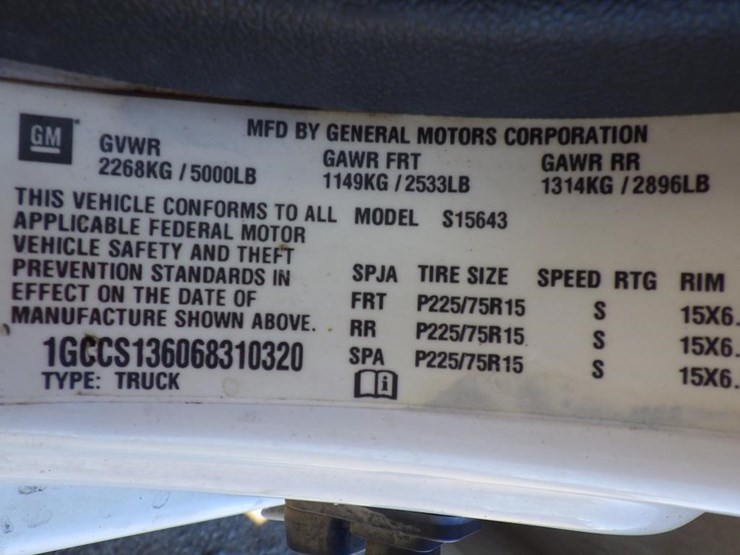 GM
MFD BY GENERAL MOTORS CORPORATION
GVWR GAWR FRT GAWR RR
2268KG / 5000LB 1149KG / 2533LB 1314KG / 2896LB
THIS VEHICLE CONFORMS TO ALL
APPLICABLE FEDERAL MOTOR
VEHICLE SAFETY AND THEFT
PREVENTION STANDARDS IN
EFFECT ON THE DATE OF
MANUFACTURE SHOWN ABOVE.
1GCCS136068310320
TYPE: TRUCK
MODEL S15643
SPJA TIRE SIZE SPEED RTG RIM
FRT P225/75R15 S 15X6.
RR P225/75R15 S 15X6.
SPA P225/75R15 S 15X6.